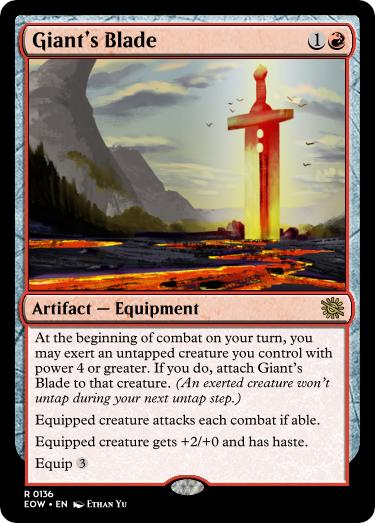 Giant's Blade 1
Artifact — Equipment
At the beginning of combat on your turn, you
may exert an untapped creature you control with
power 4 or greater. If you do, attach Giant's
Blade to that creature. (An exerted creature won't
untap during your next untap step.)
Equipped creature attacks each combat if able.
Equipped creature gets +2/+0 and has haste.
Equip 3
R 0136
EOW • EN Ethan Yu